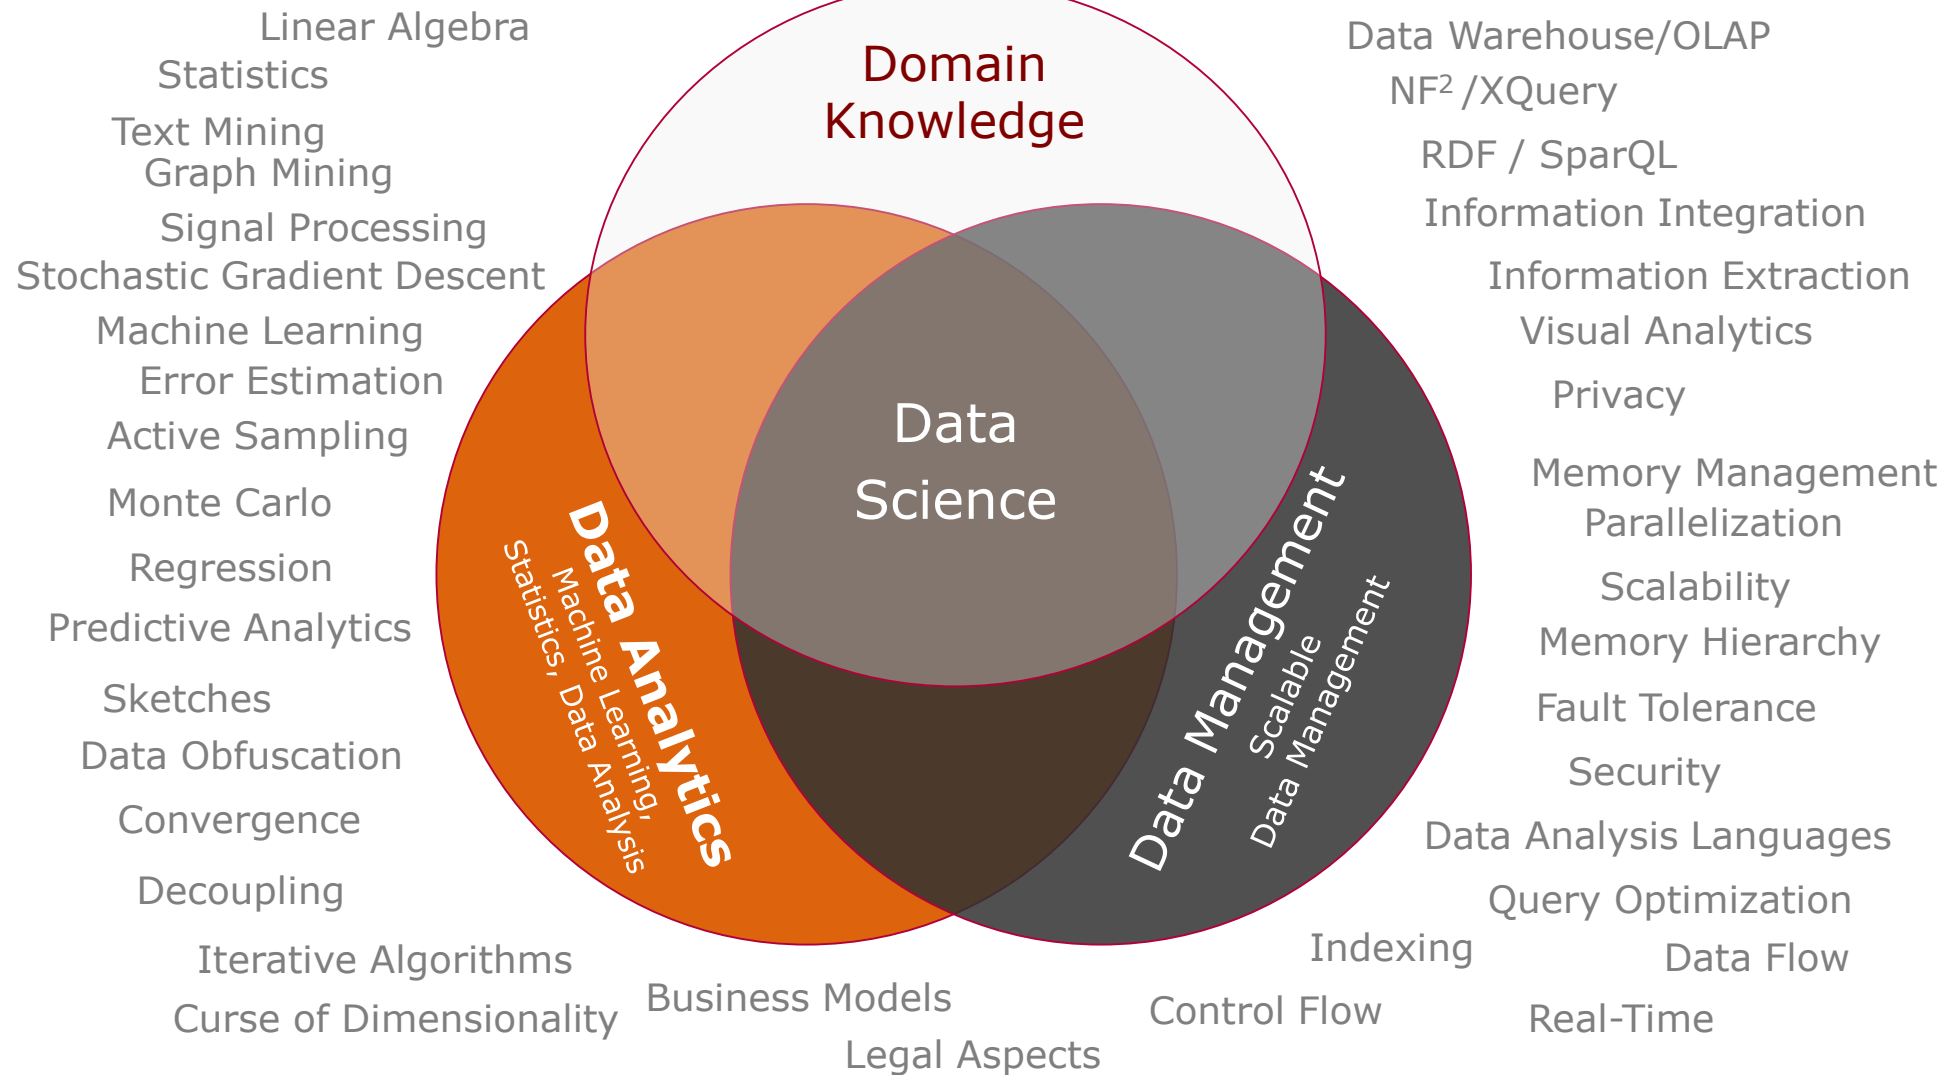 Linear Algebra
Statistics
Text Mining
Graph Mining
Signal Processing
Stochastic Gradient Descent
Machine Learning
Error Estimation
Active Sampling
Monte Carlo
Regression
Predictive Analytics
Sketches
Data Obfuscation
Convergence
Decoupling
Iterative Algorithms
Curse of Dimensionality
Domain
Knowledge
Data
Science
Data Analytics
Machine Learning,
Statistics, Data Analysis
Data Management
Scalable
Data Management
Data Warehouse/OLAP
NF² /XQuery
RDF / SparQL
Information Integration
Information Extraction
Visual Analytics
Privacy
Memory Management
Parallelization
Scalability
Memory Hierarchy
Fault Tolerance
Security
Data Analysis Languages
Query Optimization
Indexing
Data Flow
Business Models
Control Flow
Real-Time
Legal Aspects